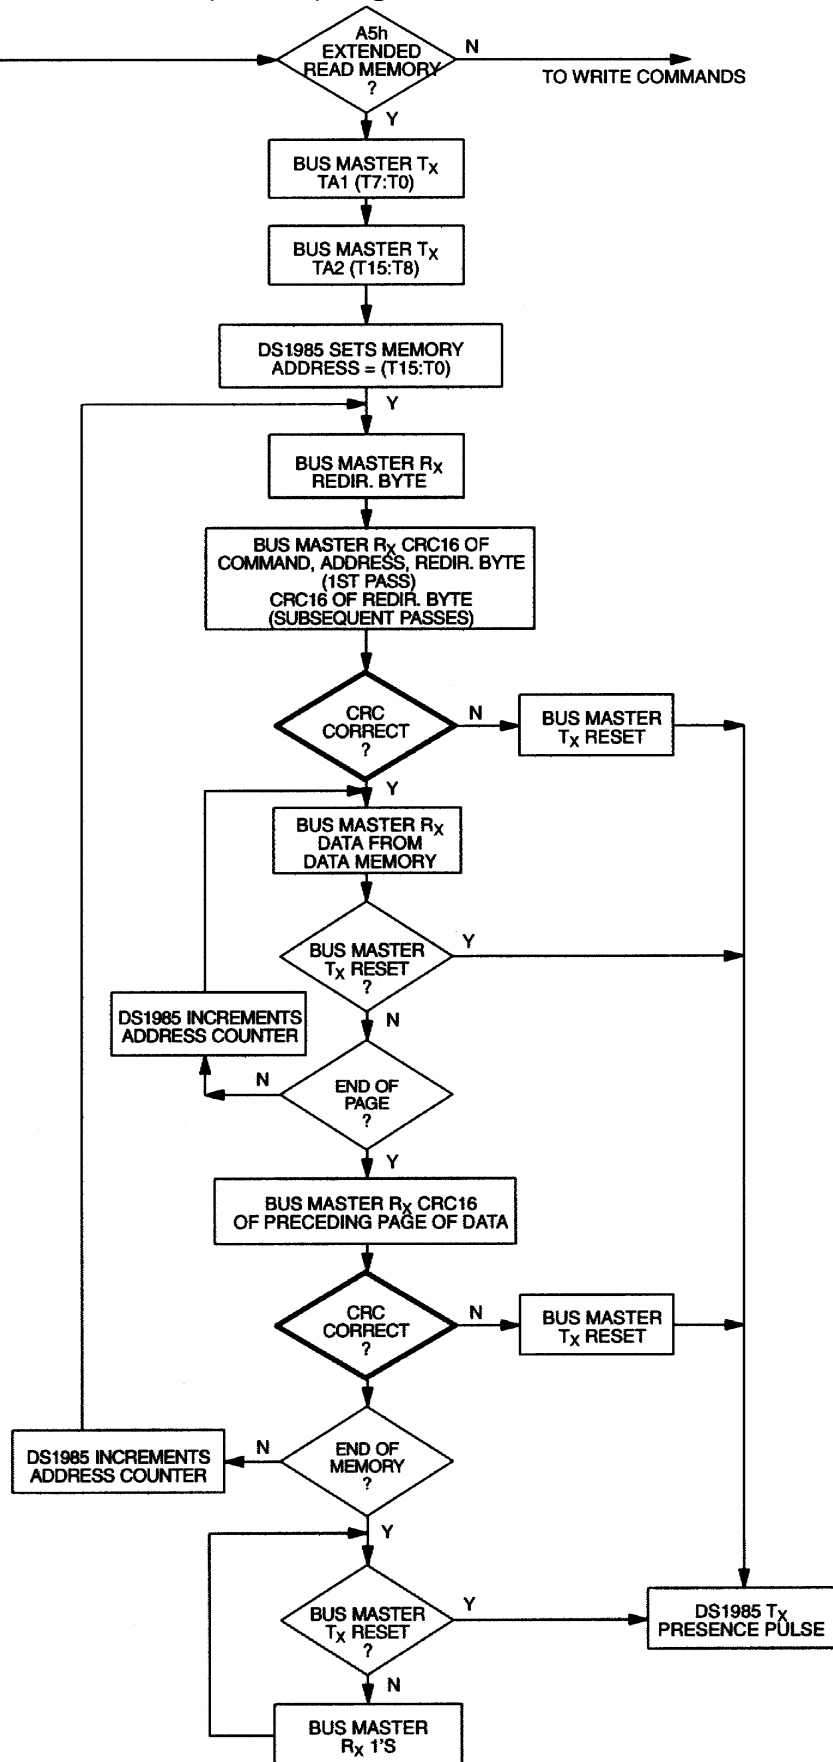 A5h
EXTENDED
READ MEMORY
?
N
TO WRITE COMMANDS
Y
BUS MASTER TX
TA1 (T7:T0)
BUS MASTER TX
TA2 (T15:T8)
DS1985 SETS MEMORY
ADDRESS = (T15:T0)
Y
BUS MASTER RX
REDIR. BYTE
BUS MASTER RX CRC16 OF
COMMAND, ADDRESS, REDIR. BYTE
(1ST PASS)
CRC16 OF REDIR. BYTE
(SUBSEQUENT PASSES)
CRC
CORRECT
?
N
BUS MASTER
TX RESET
Y
BUS MASTER RX
DATA FROM
DATA MEMORY
BUS MASTER
TX RESET
?
Y
N
DS1985 INCREMENTS
ADDRESS COUNTER
N
END OF
PAGE
?
Y
BUS MASTER RX CRC16
OF PRECEDING PAGE OF DATA
CRC
CORRECT
?
N
BUS MASTER
TX RESET
END OF
MEMORY
?
N
DS1985 INCREMENTS
ADDRESS COUNTER
Y
BUS MASTER
TX RESET
?
Y
DS1985 TX
PRESENCE PULSE
N
BUS MASTER
RX 1'S